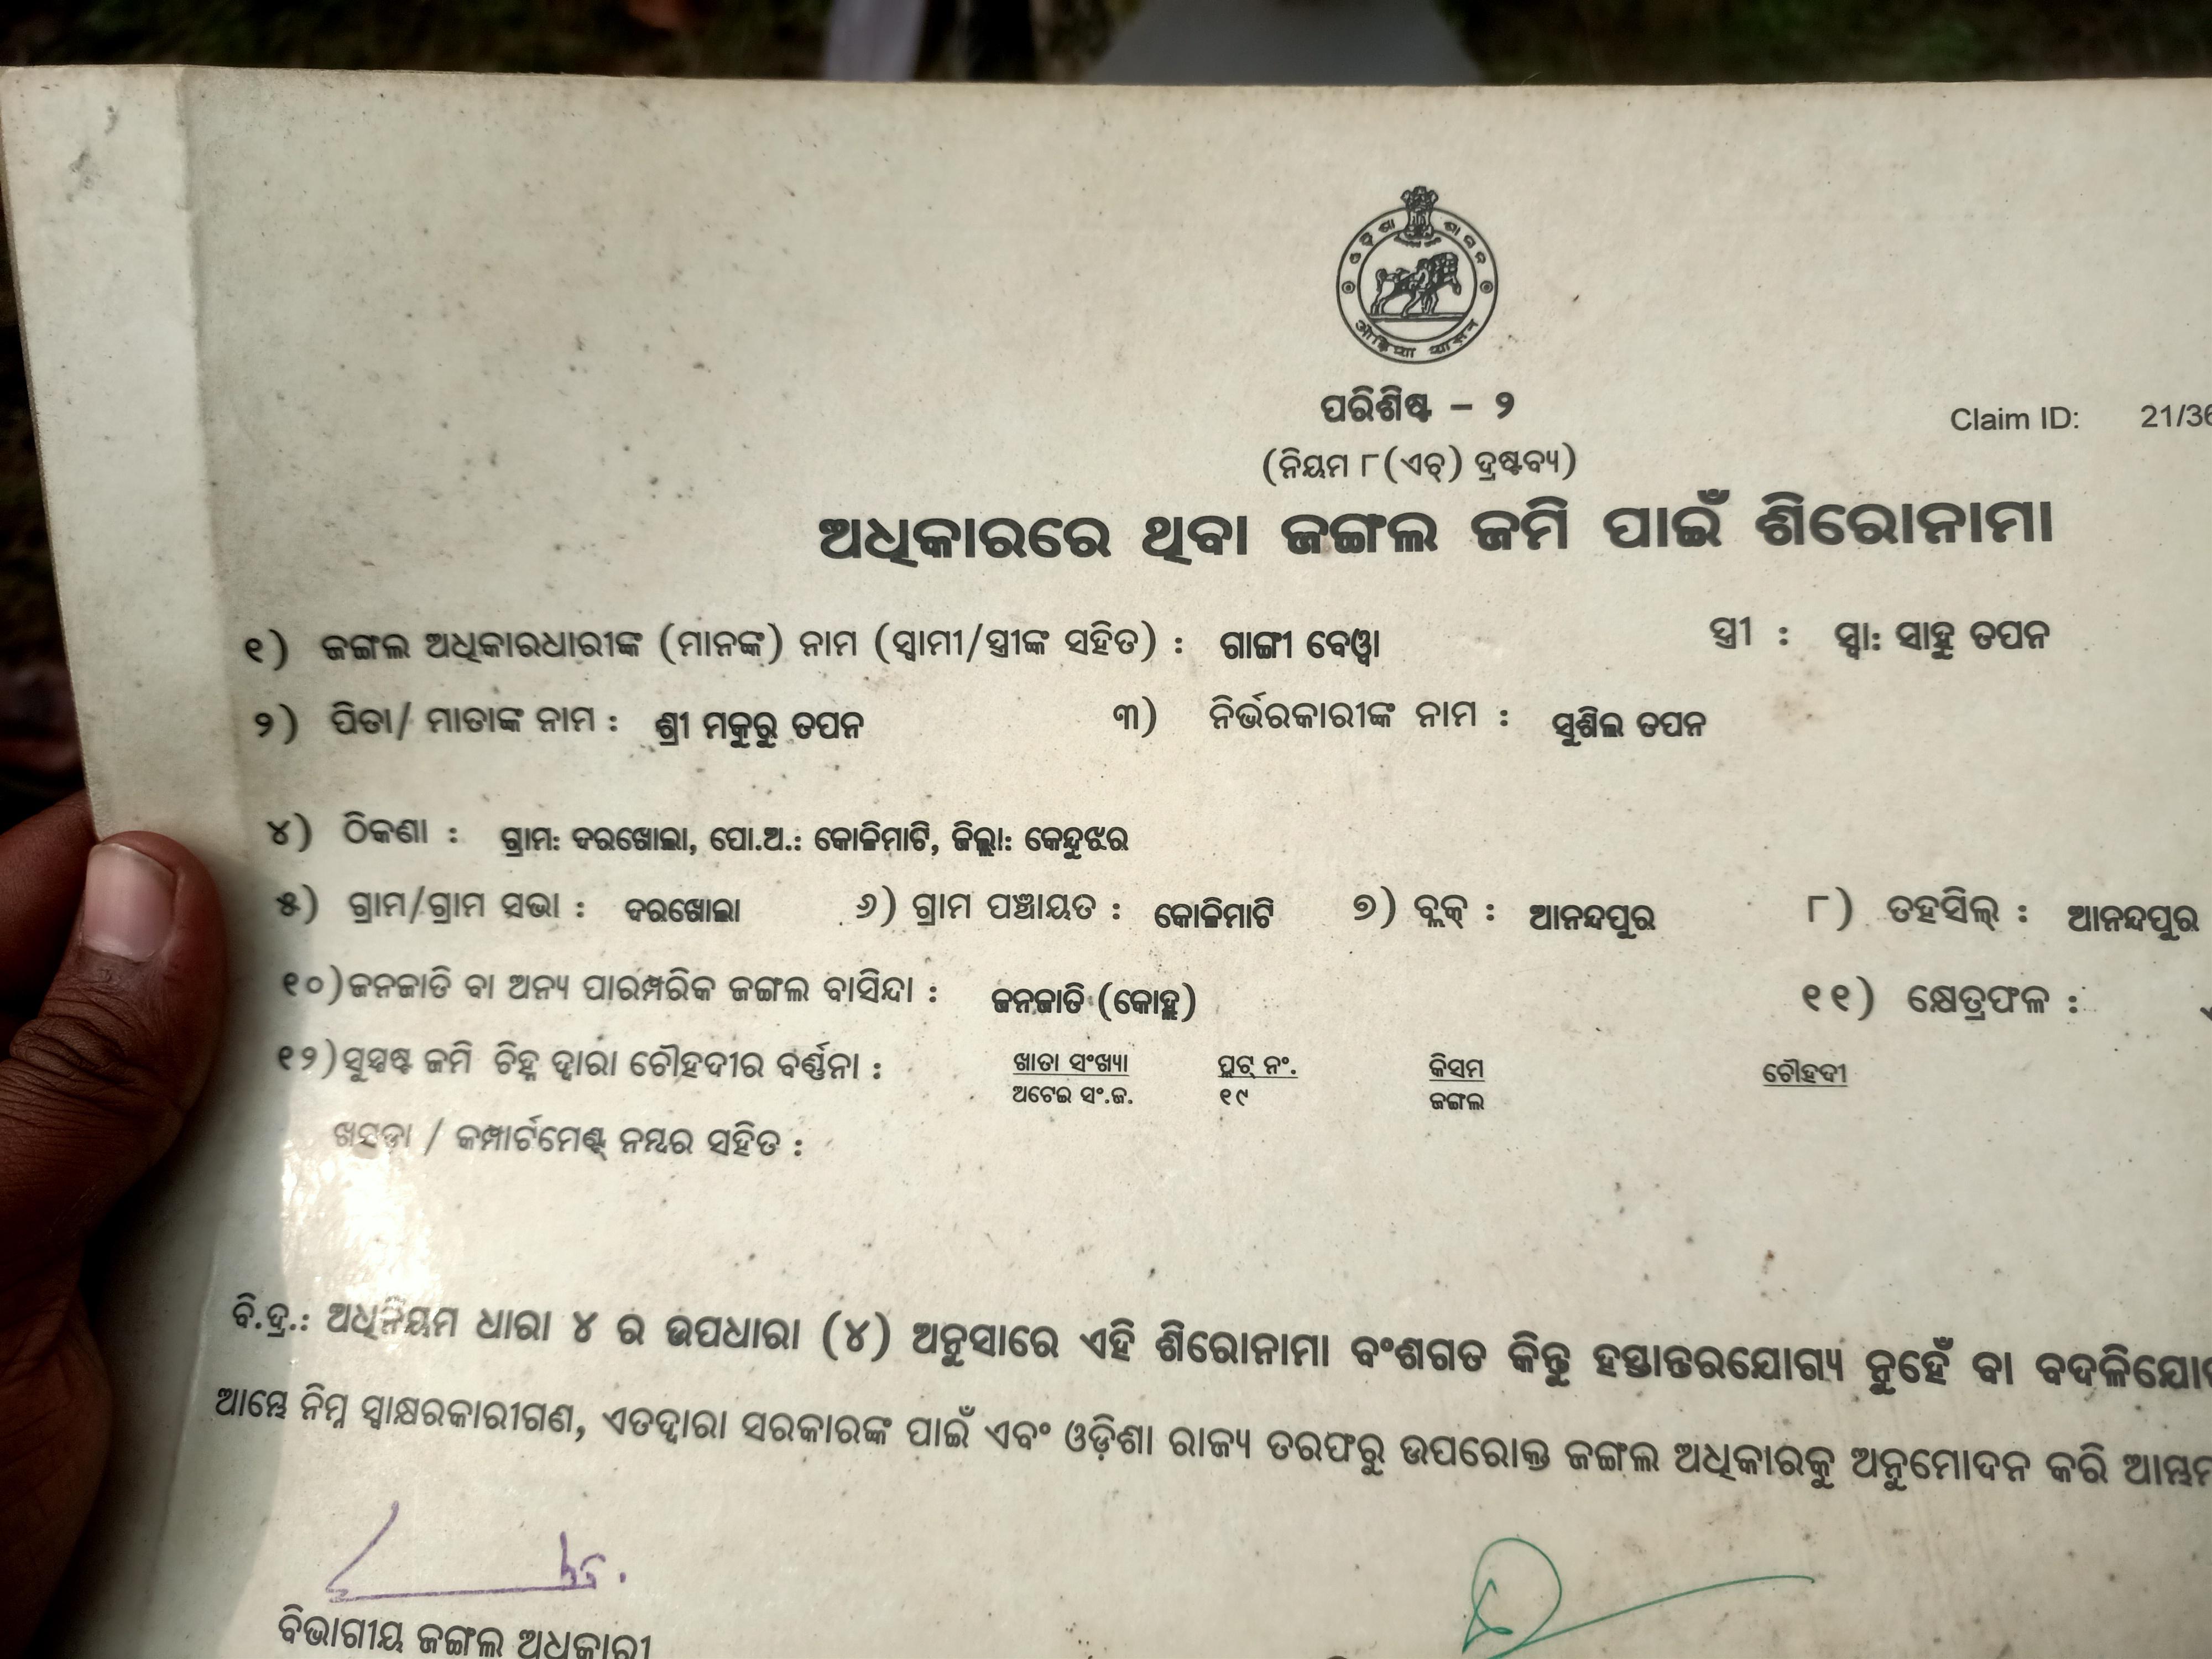 ଓଡ଼ିଶା ଶାସନ
ପରିଶିଷ୍ଟ – ୨
Claim ID: 21/36
(ନିୟମ ୮(ଏଚ୍) ଦ୍ରଷ୍ଟବ୍ୟ)
ଅଧିକାରରେ ଥିବା ଜଙ୍ଗଲ ଜମି ପାଇଁ ଶିରୋନାମା
୧) ଜଙ୍ଗଲ ଅଧିକାରଧାରୀଙ୍କ (ମାନଙ୍କ) ନାମ (ସ୍ୱାମୀ/ସ୍ତ୍ରୀଙ୍କ ସହିତ) : ଗାଙ୍ଗୀ ବେୱା ସ୍ତ୍ରୀ : ସ୍ୱା: ସାହୁ ତପନ
୨) ପିତା/ ମାତାଙ୍କ ନାମ : ଶ୍ରୀ ମକୁରୁ ତପନ ୩) ନିର୍ଭରକାରୀଙ୍କ ନାମ : ସୁଶିଲ ତପନ
୪) ଠିକଣା : ଗ୍ରାମ: ଦରଖୋଲା, ପୋ.ଅ.: କୋଳିମାଟି, ଜିଲ୍ଲା: କେନ୍ଦୁଝର
୫) ଗ୍ରାମ/ଗ୍ରାମ ସଭା : ଦରଖୋଲା ୬) ଗ୍ରାମ ପଞ୍ଚାୟତ : କୋଳିମାଟି ୭) ବ୍ଲକ୍ : ଆନନ୍ଦପୁର ୮) ତହସିଲ୍ : ଆନନ୍ଦପୁର
୧୦) ଜନଜାତି ବା ଅନ୍ୟ ପାରମ୍ପରିକ ଜଙ୍ଗଲ ବାସିନ୍ଦା : ଜନଜାତି (କୋହ୍ଲ) ୧୧) କ୍ଷେତ୍ରଫଳ :
୧୨) ସୁସ୍ପଷ୍ଟ ଜମି ଚିହ୍ନ ଦ୍ୱାରା ଚୌହଦୀର ବର୍ଣ୍ଣନା : ଖାତା ସଂଖ୍ୟା ପ୍ଲଟ୍ ନଂ. କିସମ ଚୌହଦୀ
ଅଟେଇ ସଂ.ଜ. ୧୯ ଜଙ୍ଗଲ
ଖସଡ଼ା / କମ୍ପାର୍ଟମେଣ୍ଟ୍ ନମ୍ବର ସହିତ :
ବି.ଦ୍ର.: ଅଧିନିୟମ ଧାରା ୪ ର ଉପଧାରା (୪) ଅନୁସାରେ ଏହି ଶିରୋନାମା ବଂଶଗତ କିନ୍ତୁ ହସ୍ତାନ୍ତରଯୋଗ୍ୟ ନୁହେଁ ବା
ଆମ୍ଭେ ନିମ୍ନ ସ୍ୱାକ୍ଷରକାରୀଗଣ, ଏତଦ୍ୱାରା ସରକାରଙ୍କ ପାଇଁ ଏବଂ ଓଡ଼ିଶା ରାଜ୍ୟ ତରଫରୁ ଉପରୋକ୍ତ ଜଙ୍ଗଲ ଅଧିକାରକୁ ଅନୁମୋଦନ କରି
ବିଭାଗୀୟ ଜଙ୍ଗଲ ଅଧିକାରୀ